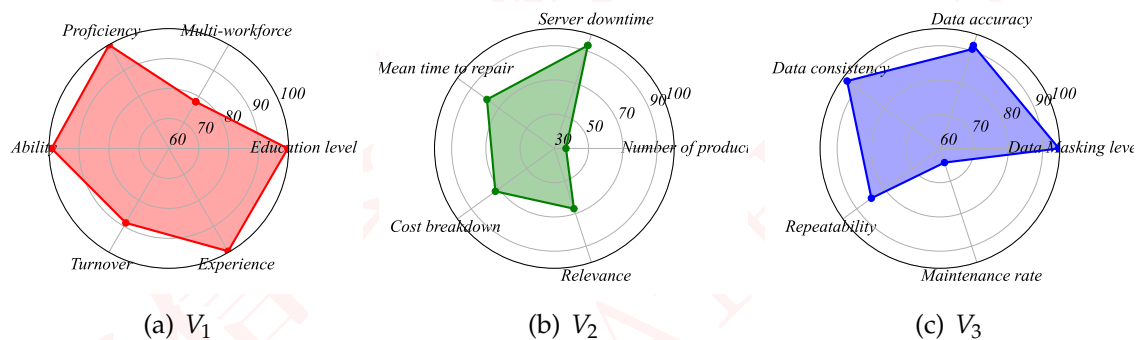 Proficiency
Multi-workforce
Ability
60
70
80
90
100
Education level
Turnover
Experience
(a) V1
Server downtime
Mean time to repair
30
50
70
90
100
Number of product
Cost breakdown
Relevance
(b) V2
Data accuracy
Data consistency
60
70
80
90
100
Data Masking leve
Repeatability
Maintenance rate
(c) V3